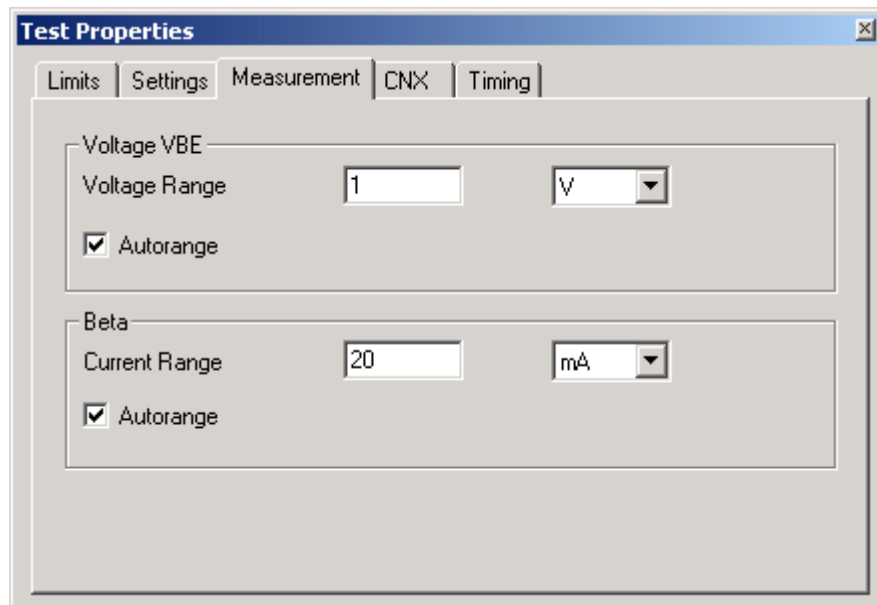 Test Properties
Limits Settings Measurement CNX Timing
Voltage VBE
Voltage Range 1 V
Autorange
Beta
Current Range 20 mA
Autorange